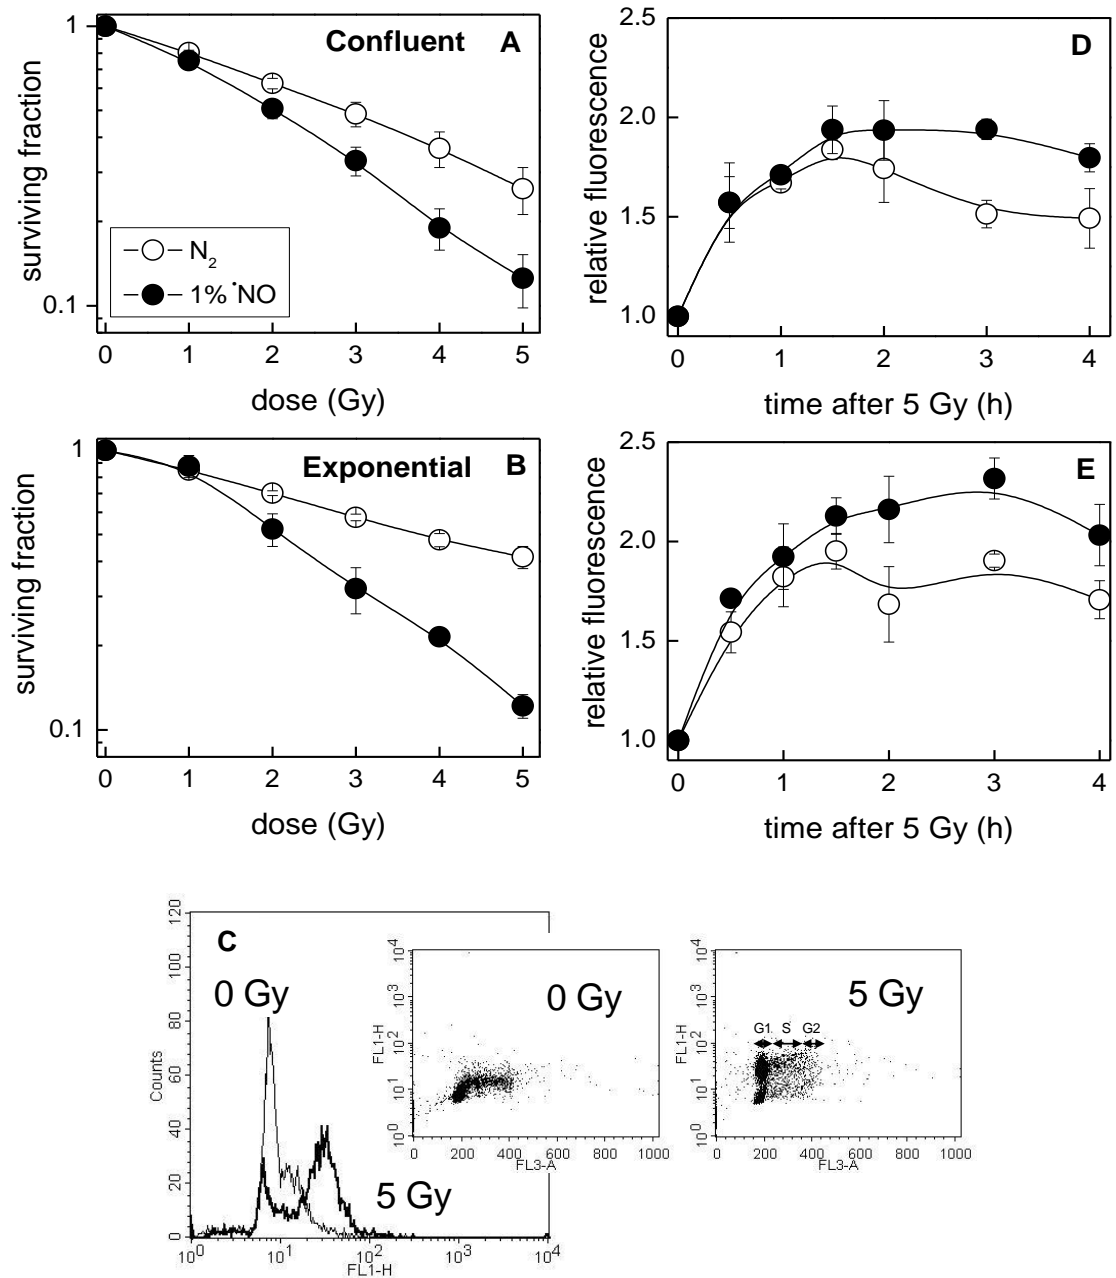 Confluent A
surviving fraction
1
0.1
N2
1% •NO
0 1 2 3 4 5
dose (Gy)
D
relative fluorescence
2.5
2.0
1.5
1.0
0 1 2 3 4
time after 5 Gy (h)
Exponential B
surviving fraction
1
0.1
0 1 2 3 4 5
dose (Gy)
E
relative fluorescence
2.5
2.0
1.5
1.0
0 1 2 3 4
time after 5 Gy (h)
C
0 Gy
5 Gy
Counts
120
100
80
60
40
20
0
10^0 10^1 10^2 10^3 10^4
FL1-H
0 Gy
FL1-H
10^4
10^3
10^2
10^1
10^0
0 200 400 600 800 1000
FL3-A
5 Gy
G1 S G2
FL1-H
10^4
10^3
10^2
10^1
10^0
0 200 400 600 800 1000
FL3-A